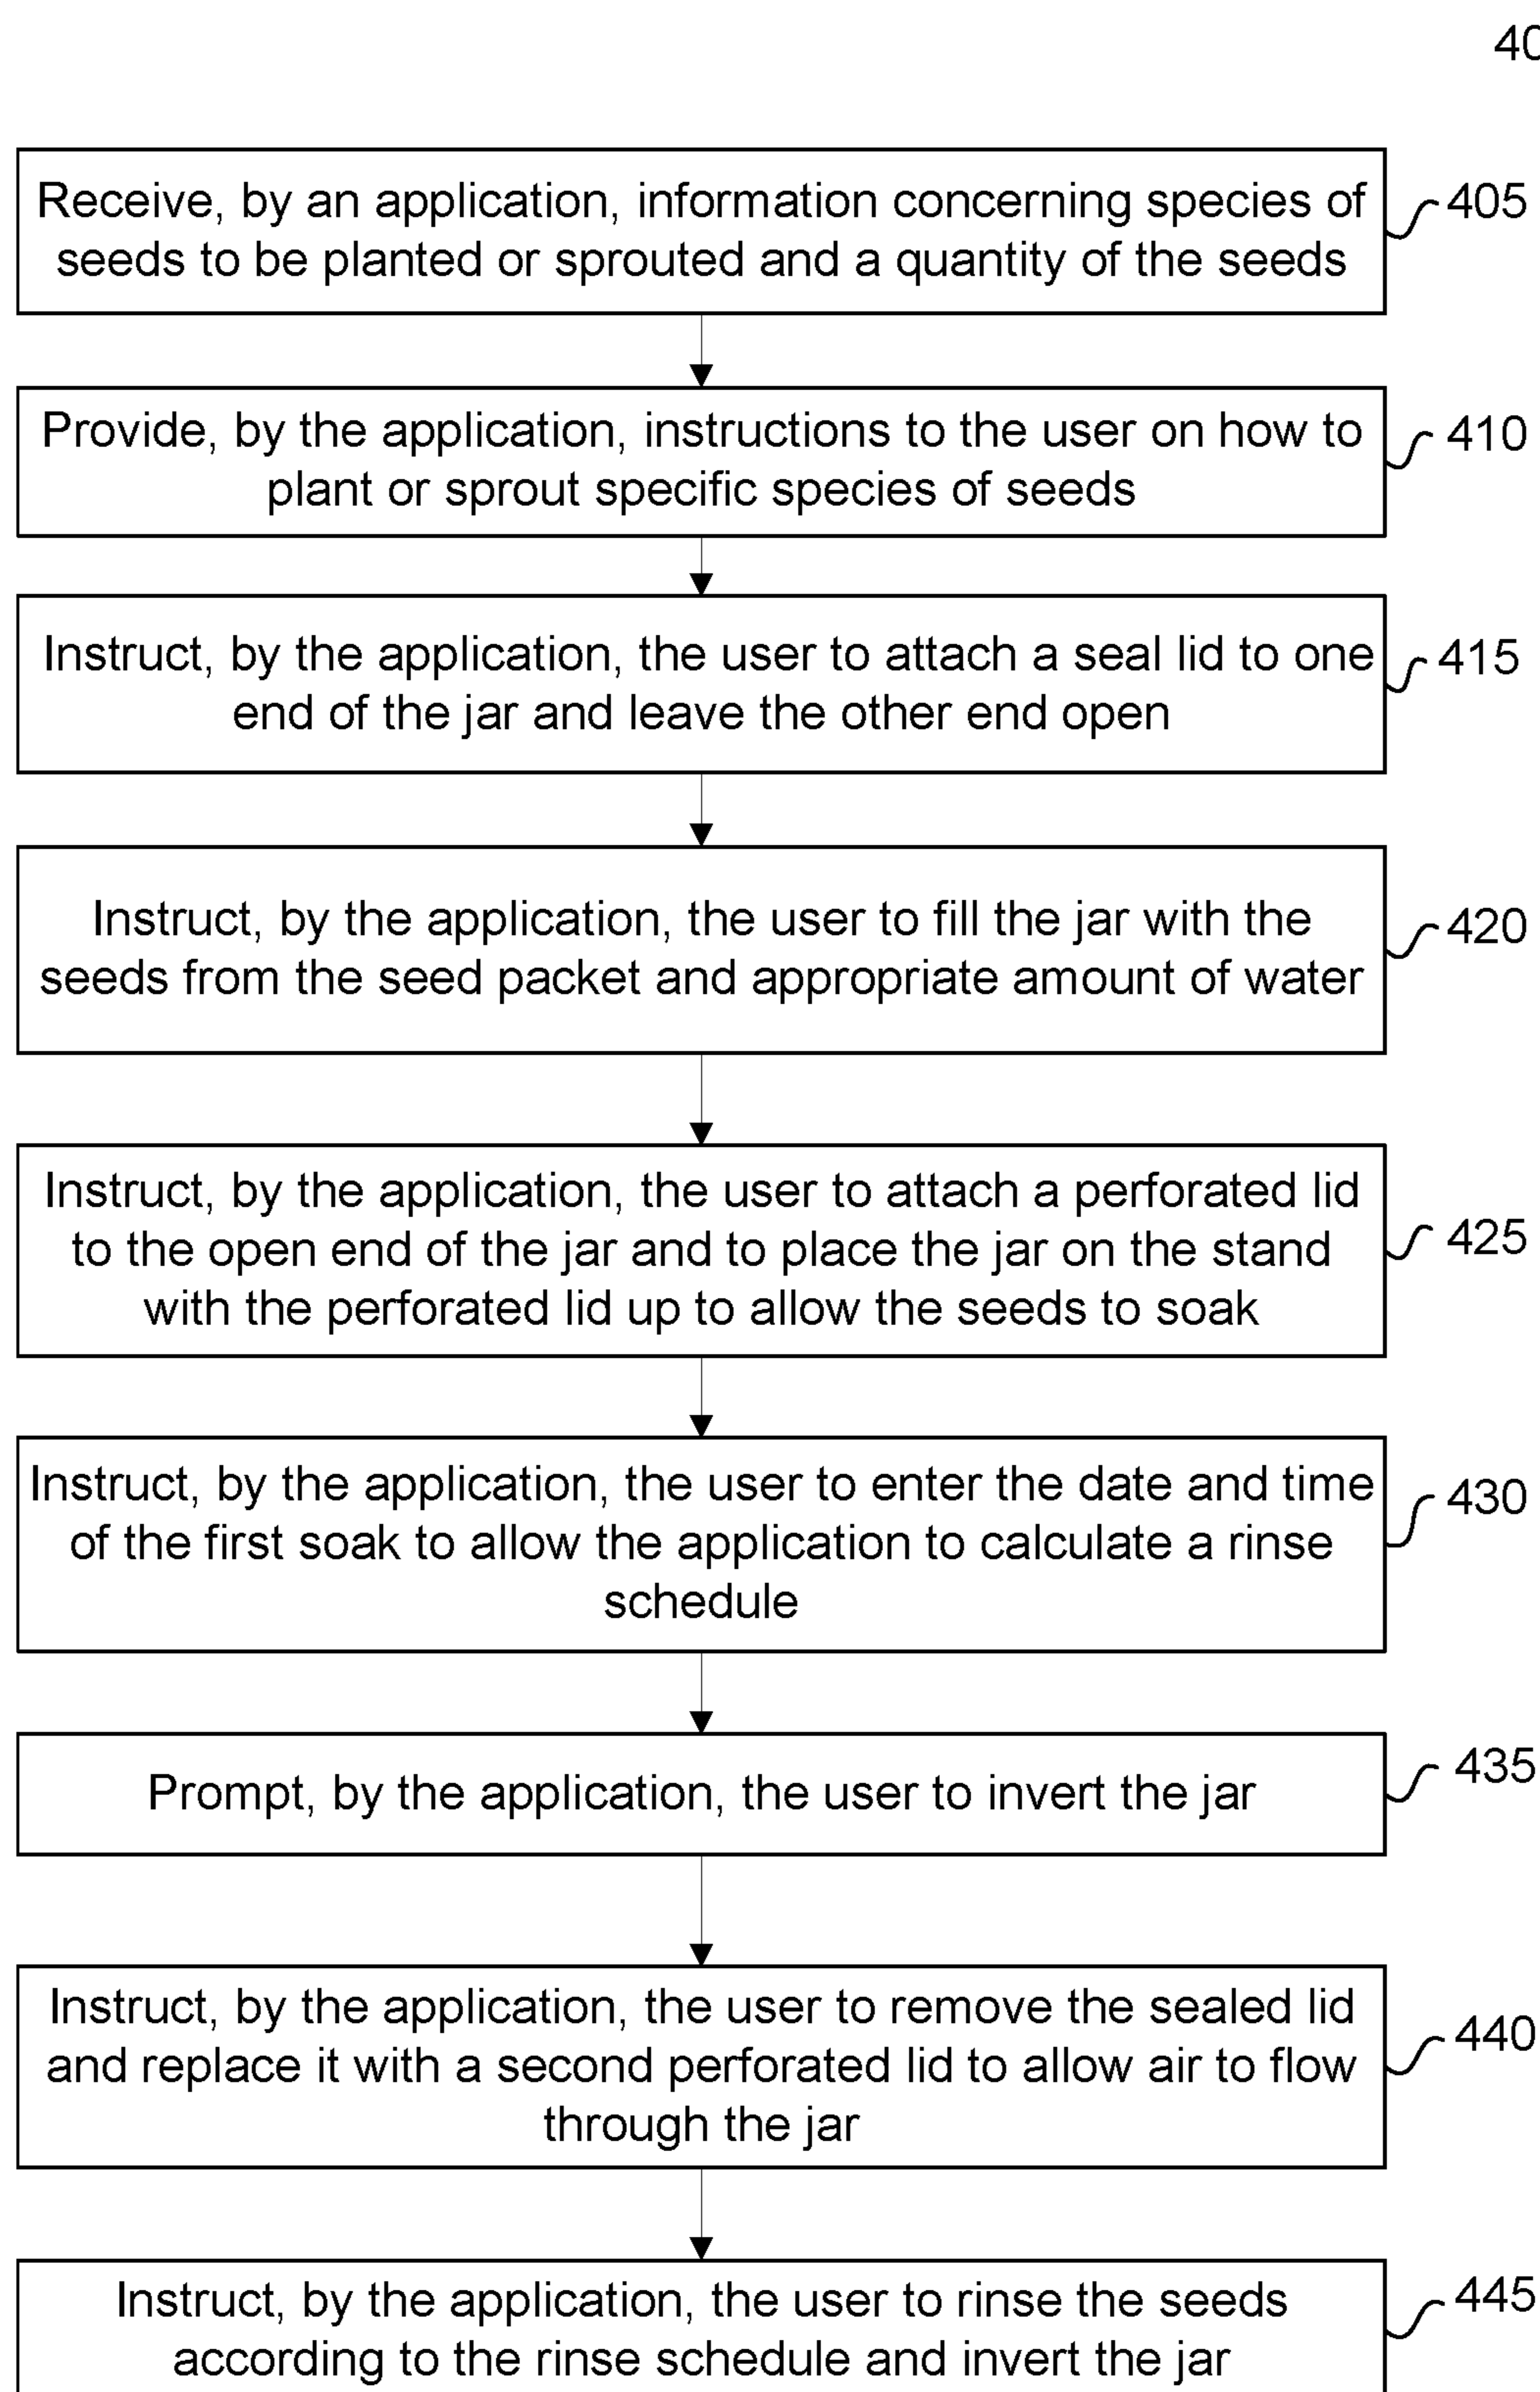 40
Receive, by an application, information concerning species of
seeds to be planted or sprouted and a quantity of the seeds
405
Provide, by the application, instructions to the user on how to
plant or sprout specific species of seeds
410
Instruct, by the application, the user to attach a seal lid to one
end of the jar and leave the other end open
415
Instruct, by the application, the user to fill the jar with the
seeds from the seed packet and appropriate amount of water
420
Instruct, by the application, the user to attach a perforated lid
to the open end of the jar and to place the jar on the stand
with the perforated lid up to allow the seeds to soak
425
Instruct, by the application, the user to enter the date and time
of the first soak to allow the application to calculate a rinse
schedule
430
Prompt, by the application, the user to invert the jar
435
Instruct, by the application, the user to remove the sealed lid
and replace it with a second perforated lid to allow air to flow
through the jar
440
Instruct, by the application, the user to rinse the seeds
according to the rinse schedule and invert the jar
445